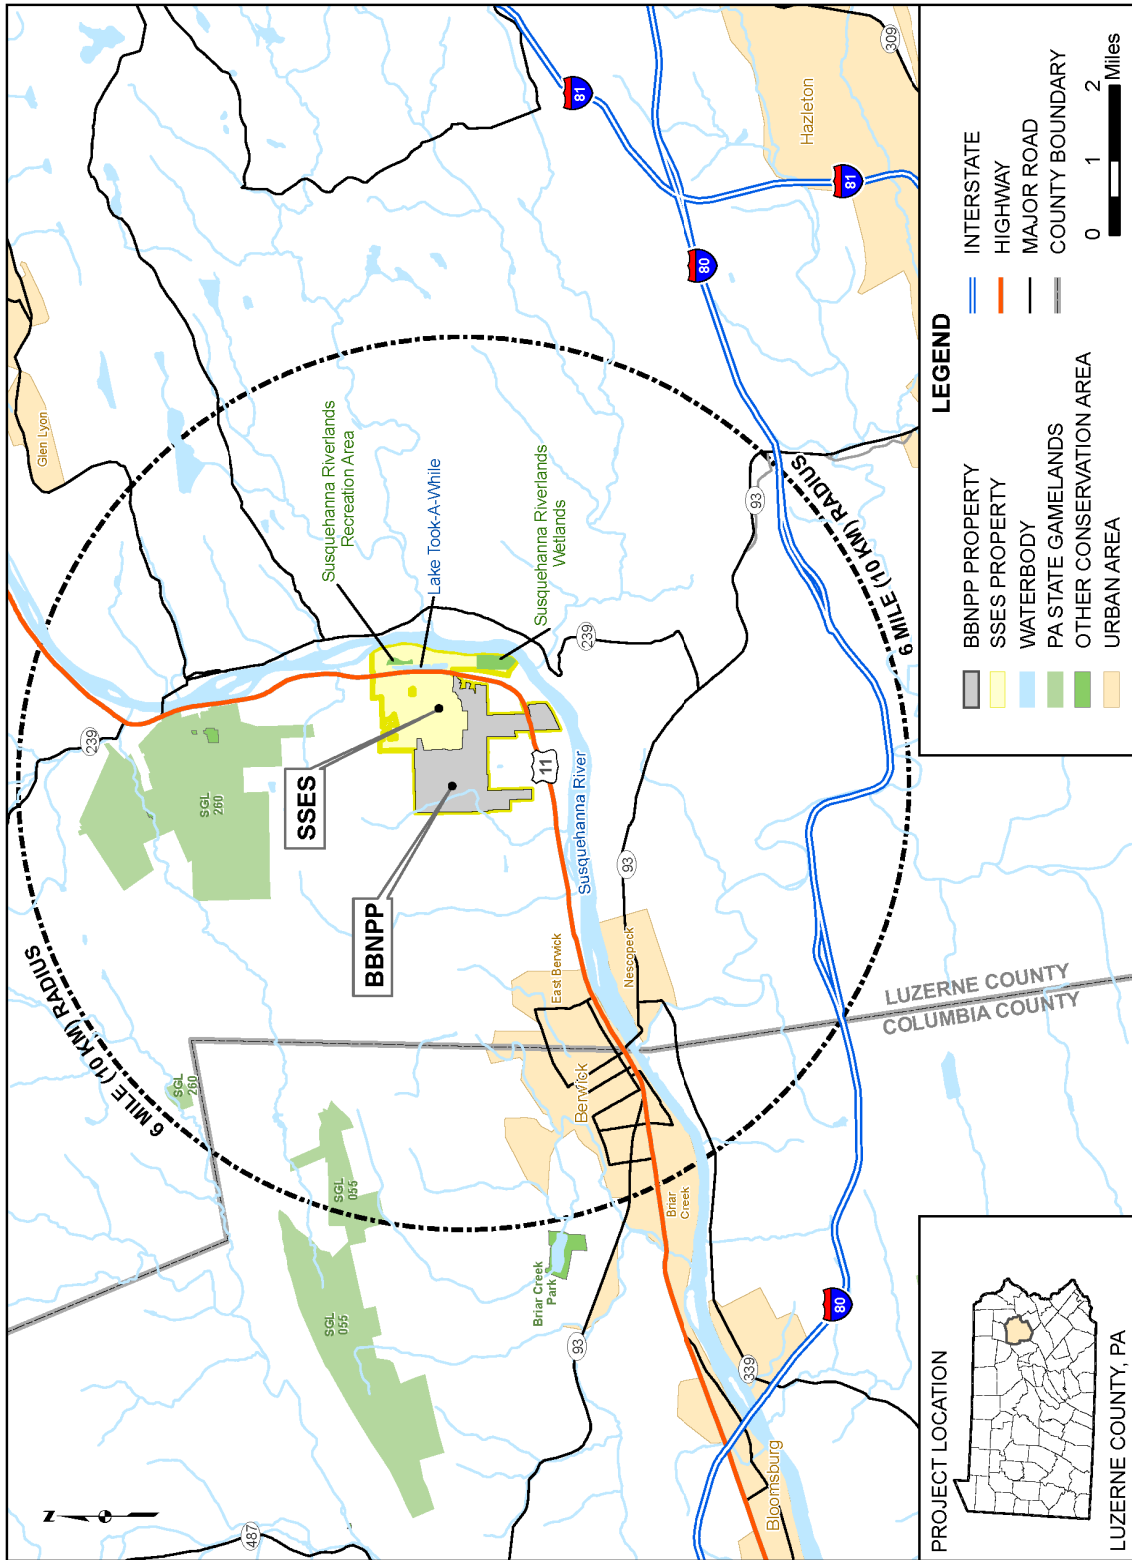 N
487
239
Glen Lyon
6 MILE (10 KM) RADIUS
SGL
260
SGL
260
SGL
055
SGL
055
SSES
BBNPP
Susquehanna Riverlands
Recreation Area
Lake Took-A-While
Susquehanna Riverlands
Wetlands
81
81
309
Hazleton
80
Briar Creek
Park
93
Berwick
East Berwick
Nescopeck
Briar
Creek
11
Susquehanna River
239
93
93
6 MILE (10 KM) RADIUS
LUZERNE COUNTY
COLUMBIA COUNTY
339
80
Bloomsburg
PROJECT LOCATION
LUZERNE COUNTY, PA
LEGEND
BBNPP PROPERTY
SSES PROPERTY
WATERBODY
PA STATE GAMELANDS
OTHER CONSERVATION AREA
URBAN AREA
INTERSTATE
HIGHWAY
MAJOR ROAD
COUNTY BOUNDARY
0 1 2
Miles